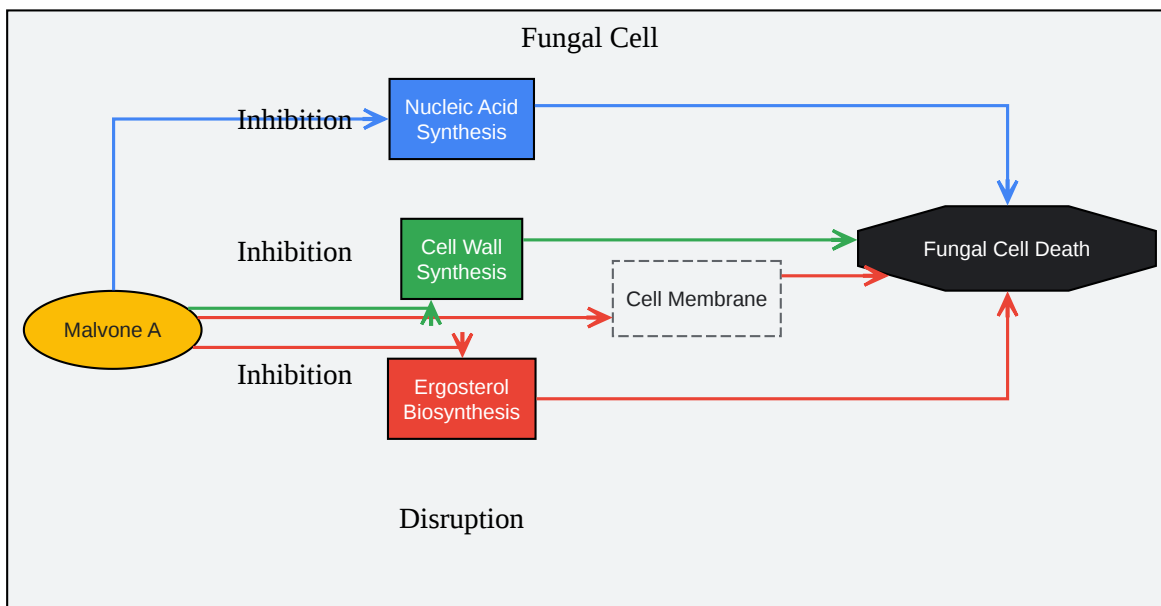 Fungal Cell
Inhibition
Nucleic Acid
Synthesis
Inhibition
Cell Wall
Synthesis
Fungal Cell Death
Cell Membrane
Malvone A
Inhibition
Ergosterol
Biosynthesis
Disruption